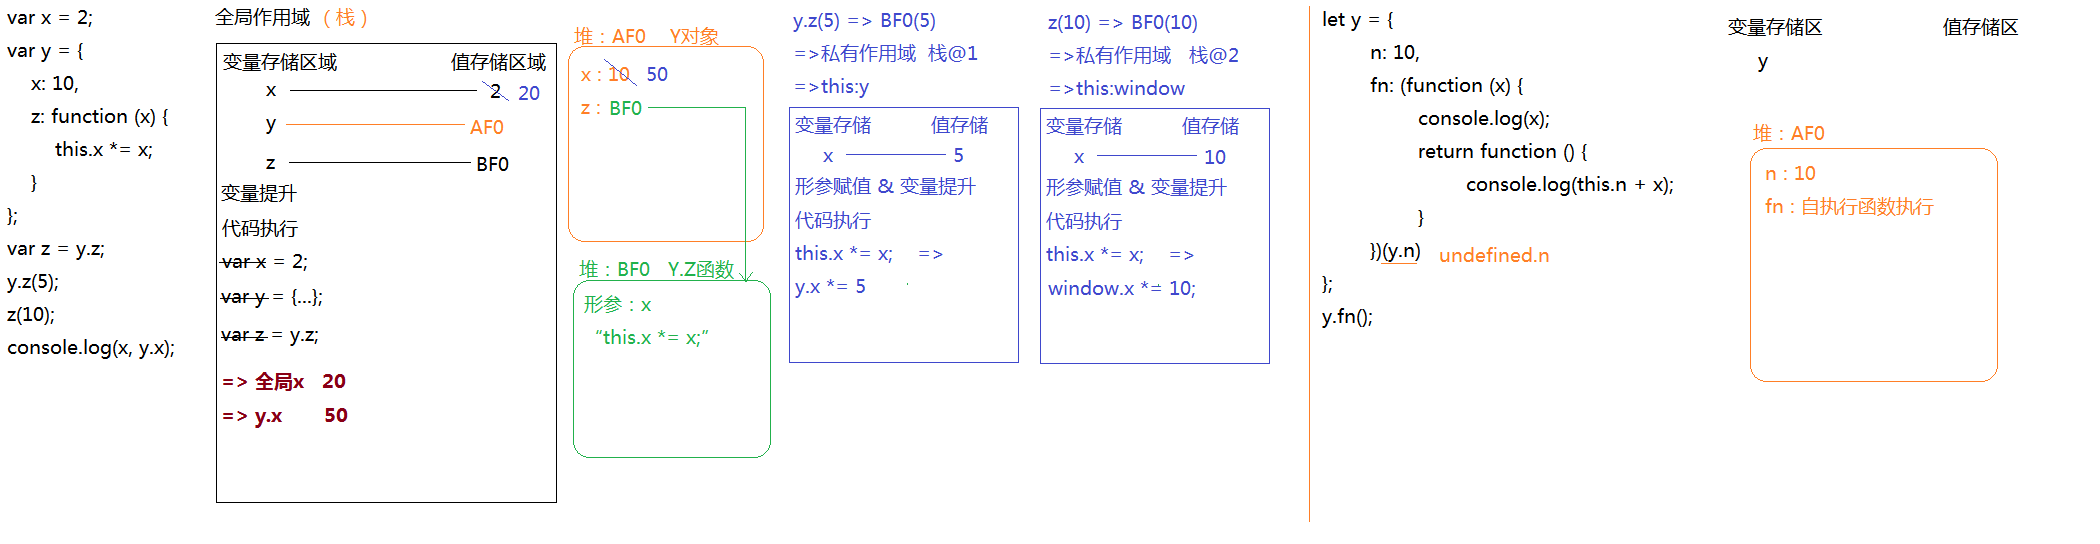 var x = 2;
var y = {
x: 10,
z: function (x) {
this.x *= x;
}
};
var z = y.z;
y.z(5);
z(10);
console.log(x, y.x);
全局作用域 （栈）
变量存储区域 值存储区域
x 2 20
y AF0
z BF0
变量提升
代码执行
var x = 2;
var y = {...};
var z = y.z;
=> 全局x 20
=> y.x 50
堆：AF0 Y对象
x : 10 50
z : BF0
堆：BF0 Y.Z函数
形参：x
“this.x *= x;”
y.z(5) => BF0(5)
=>私有作用域 栈@1
=>this:y
变量存储 值存储
x 5
形参赋值 & 变量提升
代码执行
this.x *= x; =>
y.x *= 5
z(10) => BF0(10)
=>私有作用域 栈@2
=>this:window
变量存储 值存储
x 10
形参赋值 & 变量提升
代码执行
this.x *= x; =>
window.x *= 10;
let y = {
n: 10,
fn: (function (x) {
console.log(x);
return function () {
console.log(this.n + x);
}
})(y.n) undefined.n
};
y.fn();
变量存储区 值存储区
y
堆：AF0
n : 10
fn : 自执行函数执行